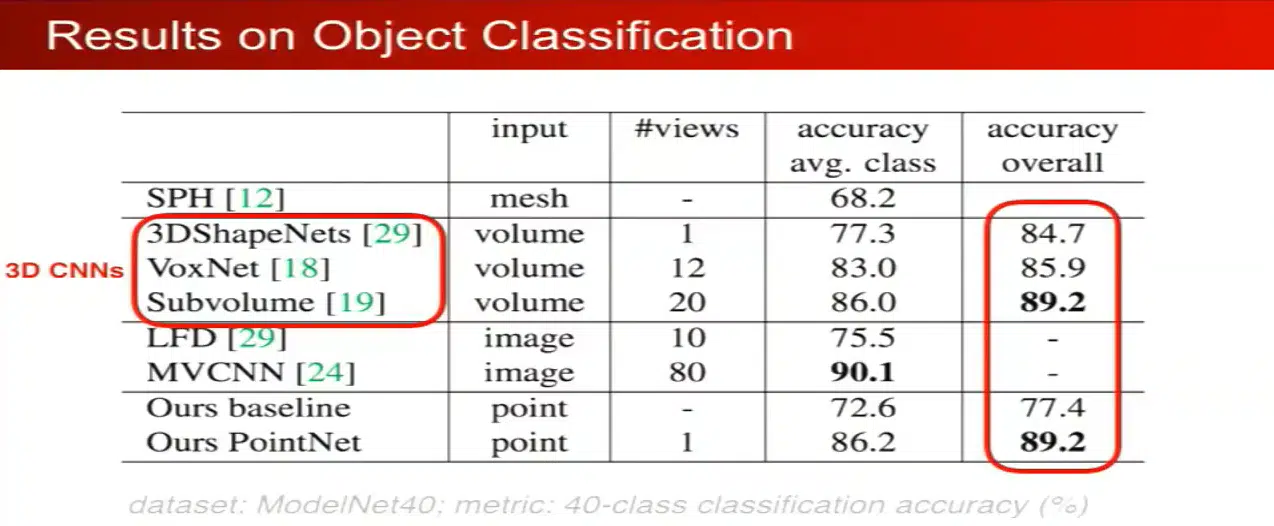 Results on Object Classification
input #views accuracy avg. class accuracy overall
SPH [12] mesh - 68.2
3D CNNs
3DShapeNets [29] volume 1 77.3 84.7
VoxNet [18] volume 12 83.0 85.9
Subvolume [19] volume 20 86.0 89.2
LFD [29] image 10 75.5 -
MVCNN [24] image 80 90.1 -
Ours baseline point - 72.6 77.4
Ours PointNet point 1 86.2 89.2
dataset: ModelNet40; metric: 40-class classification accuracy (%)